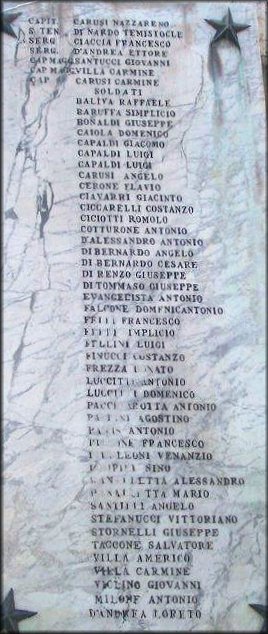 CAPIT. CARUSI NAZZARENO
S. TEN. DI NARDO TEMISTOCLE
SERG. CIACCIA FRANCESCO
SERG. D'ANDREA ETTORE
CAP MAGG SANTUCCI GIOVANNI
CAP MAG. VILLA CARMINE
CAP CARUSI CARMINE
SOLDATI
BALIVA RAFFAELE
BARUFFA SIMPLICIO
BONALDI GIUSEPPE
CAIOLA DOMENICO
CAPALDI GIACOMO
CAPALDI LUIGI
CAPALDI LUIGI
CARUSI ANGELO
CERONE FLAVIO
CIAVARRI GIACINTO
CICCARELLI COSTANZO
CICIOTTI ROMOLO
COTTURONE ANTONIO
D'ALESSANDRO ANTONIO
DI BERNARDO ANGELO
DI BERNARDO CESARE
DI RENZO GIUSEPPE
DI TOMMASO GIUSEPPE
EVANGELISTA ANTONIO
FALCONE DOMENICANTONIO
FRANCESCO
LUIGI
COSTANZO
FREZZA DONATO
ANTONIO
DOMENICO
ANTONIO
AGOSTINO
ANTONIO
FRANCESCO
VENANZIO
SINO
ALESSANDRO
MARIO
SANTILLI ANGELO
STEFANUCCI VITTORIANO
STORNELLI GIUSEPPE
TACCONE SALVATORE
VILLA AMERICO
VILLA CARMINE
GIOVANNI
MILONE ANTONIO
D'ANDREA LORETO